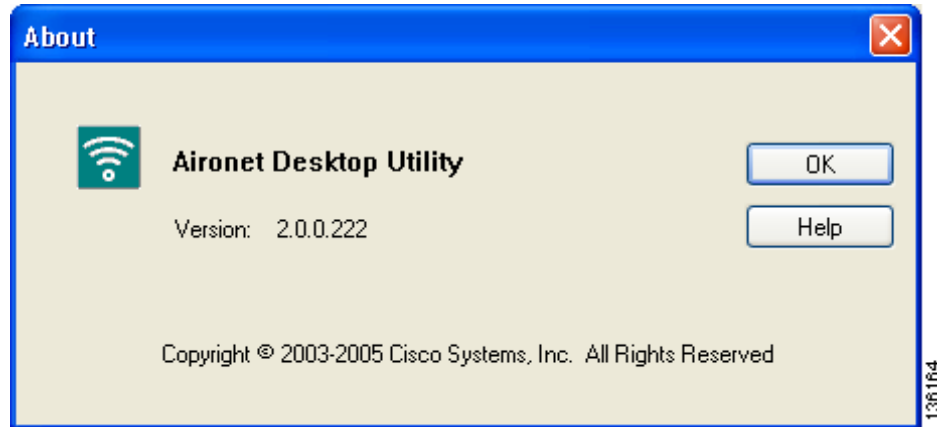 About
Aironet Desktop Utility
OK
Version: 2.0.0.222
Help
Copyright © 2003-2005 Cisco Systems, Inc. All Rights Reserved
136164